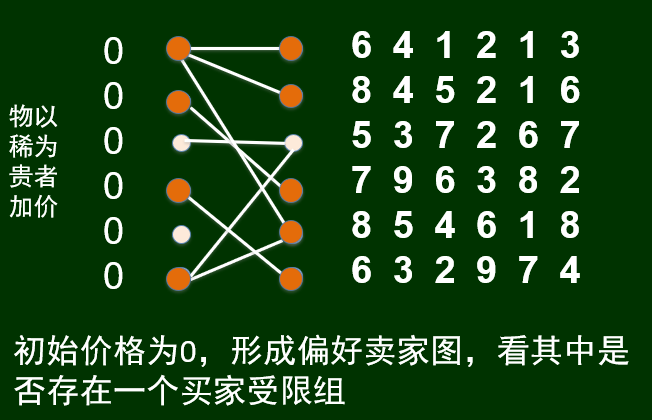 物以
稀为
贵者
加价
0
0
0
0
0
0
6 4 1 2 1 3
8 4 5 2 1 6
5 3 7 2 6 7
7 9 6 3 8 2
8 5 4 6 1 8
6 3 2 9 7 4
初始价格为0，形成偏好卖家图，看其中是
否存在一个买家受限组